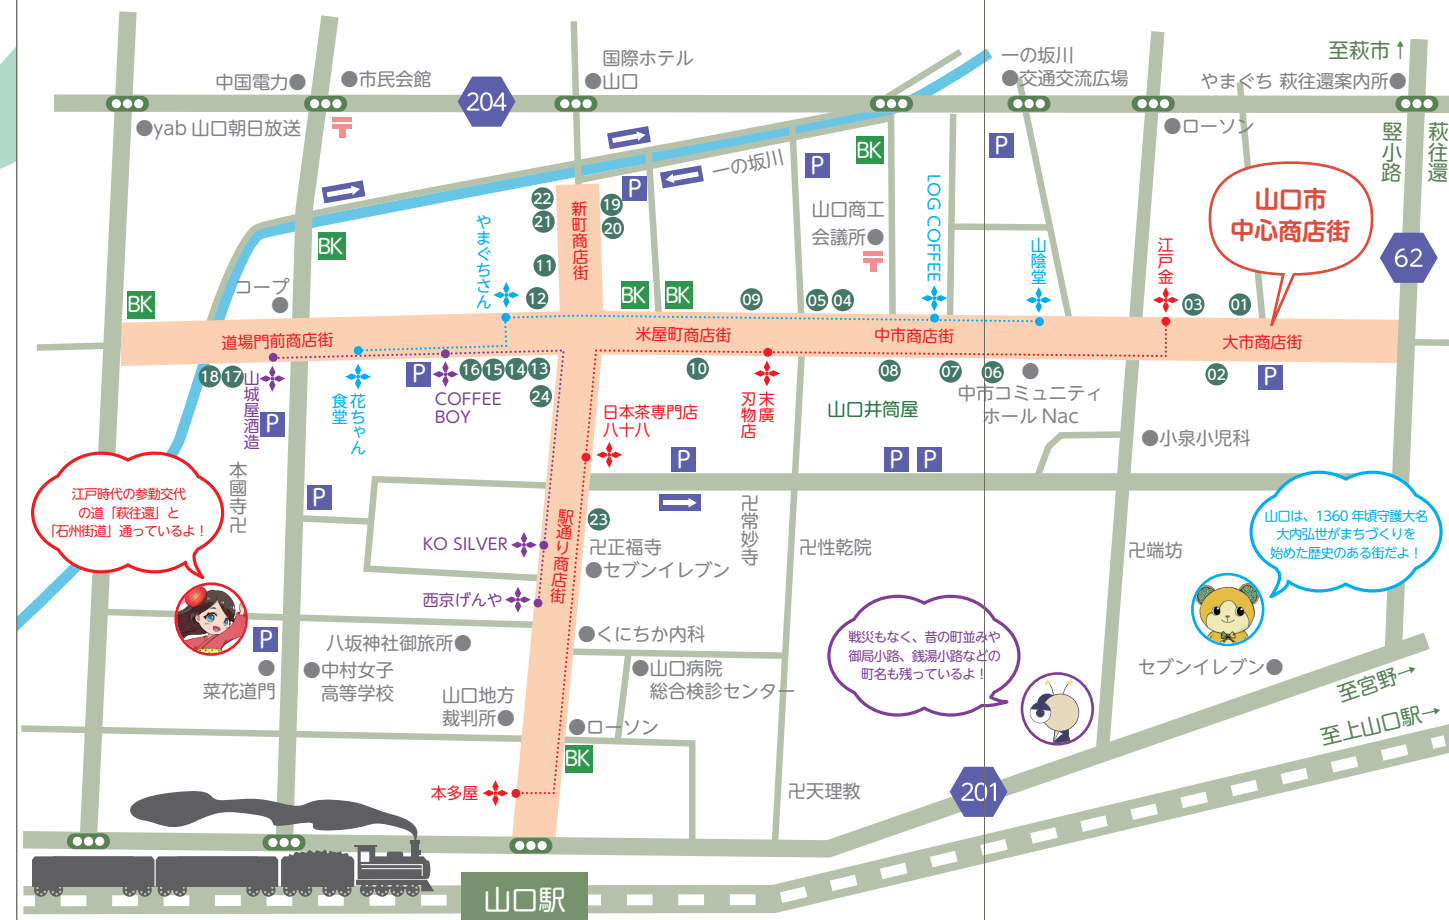 国際ホテル
●山口
一の坂川
●交通交流広場
至萩市↑
中国電力●
●市民会館
204
やまぐち 萩往還案内所●
●yab 山口朝日放送
〒
●ローソン
竪小路
萩往還
P
BK
P
一の坂川
P
LOG COFFEE
山口市
中心商店街
22
21
19
20
新町商店街
やまぐちさん
山口商工
会議所●
〒
山陰堂
江戸金
62
BK
11
12
コープ
BK
BK
BK
09
05
04
03
01
道場門前商店街
米屋町商店街
中市商店街
大市商店街
18
17
P
16
15
14
13
24
10
08
07
06
02
P
山城屋酒造
P
花ちゃん
食堂
COFFEE
BOY
日本茶専門店
八十八
末廣
刃物店
山口井筒屋
中市コミュニティ
ホール Nac
●小泉小児科
P
P
P
本國寺卍
P
江戸時代の参勤交代
の道「萩往還」と
「石州街道」通っているよ！
山口は、1360 年頃守護大名
大内弘世がまちづくりを
始めた歴史のある街だよ！
駅通り商店街
23
卍常妙寺
KO SILVER
卍正福寺
●セブンイレブン
卍性乾院
卍端坊
西京げんや
P
八坂神社御旅所●
●くにちか内科
戦災もなく、昔の町並みや
御局小路、銭湯小路などの
町名も残っているよ！
菜花道門
●中村女子
高等学校
山口地方
裁判所●
●山口病院
総合検診センター
セブンイレブン●
至宮野→
至上山口駅→
●ローソン
BK
本多屋
卍天理教
201
山口駅